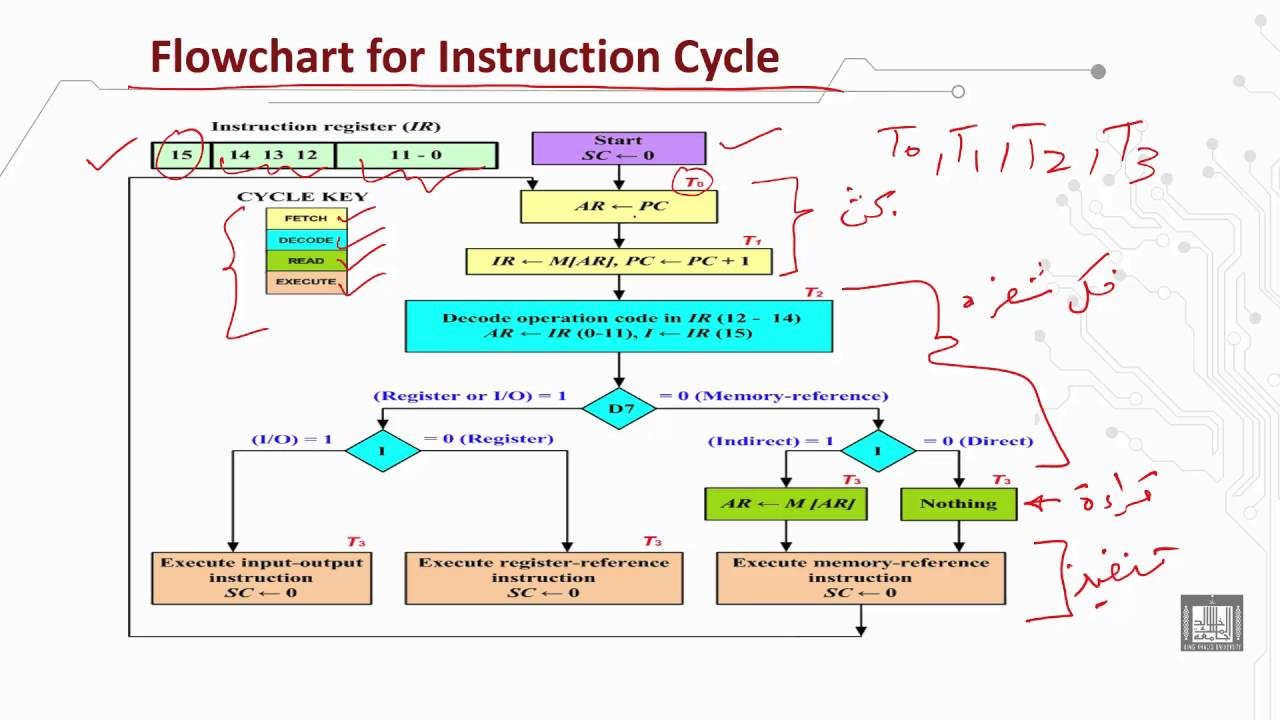 Flowchart for Instruction Cycle
Instruction register (IR)
15 14 13 12 11 - 0
Start
SC ← 0
T0, T1, T2, T3
T0
CYCLE KEY
AR ← PC
FETCH
DECODE
READ
EXECUTE
T1
IR ← M[AR], PC ← PC + 1
T2
Decode operation code in IR (12 - 14)
AR ← IR (0-11), I ← IR (15)
(Register or I/O) = 1
D7
= 0 (Memory-reference)
(I/O) = 1
I
= 0 (Register)
(Indirect) = 1
I
= 0 (Direct)
T3
T3
AR ← M [AR]
Nothing
قراءة
T3
T3
Execute input-output
instruction
SC ← 0
Execute register-reference
instruction
SC ← 0
Execute memory-reference
instruction
SC ← 0
تنفيذ
KING KHALID UNIVERSITY